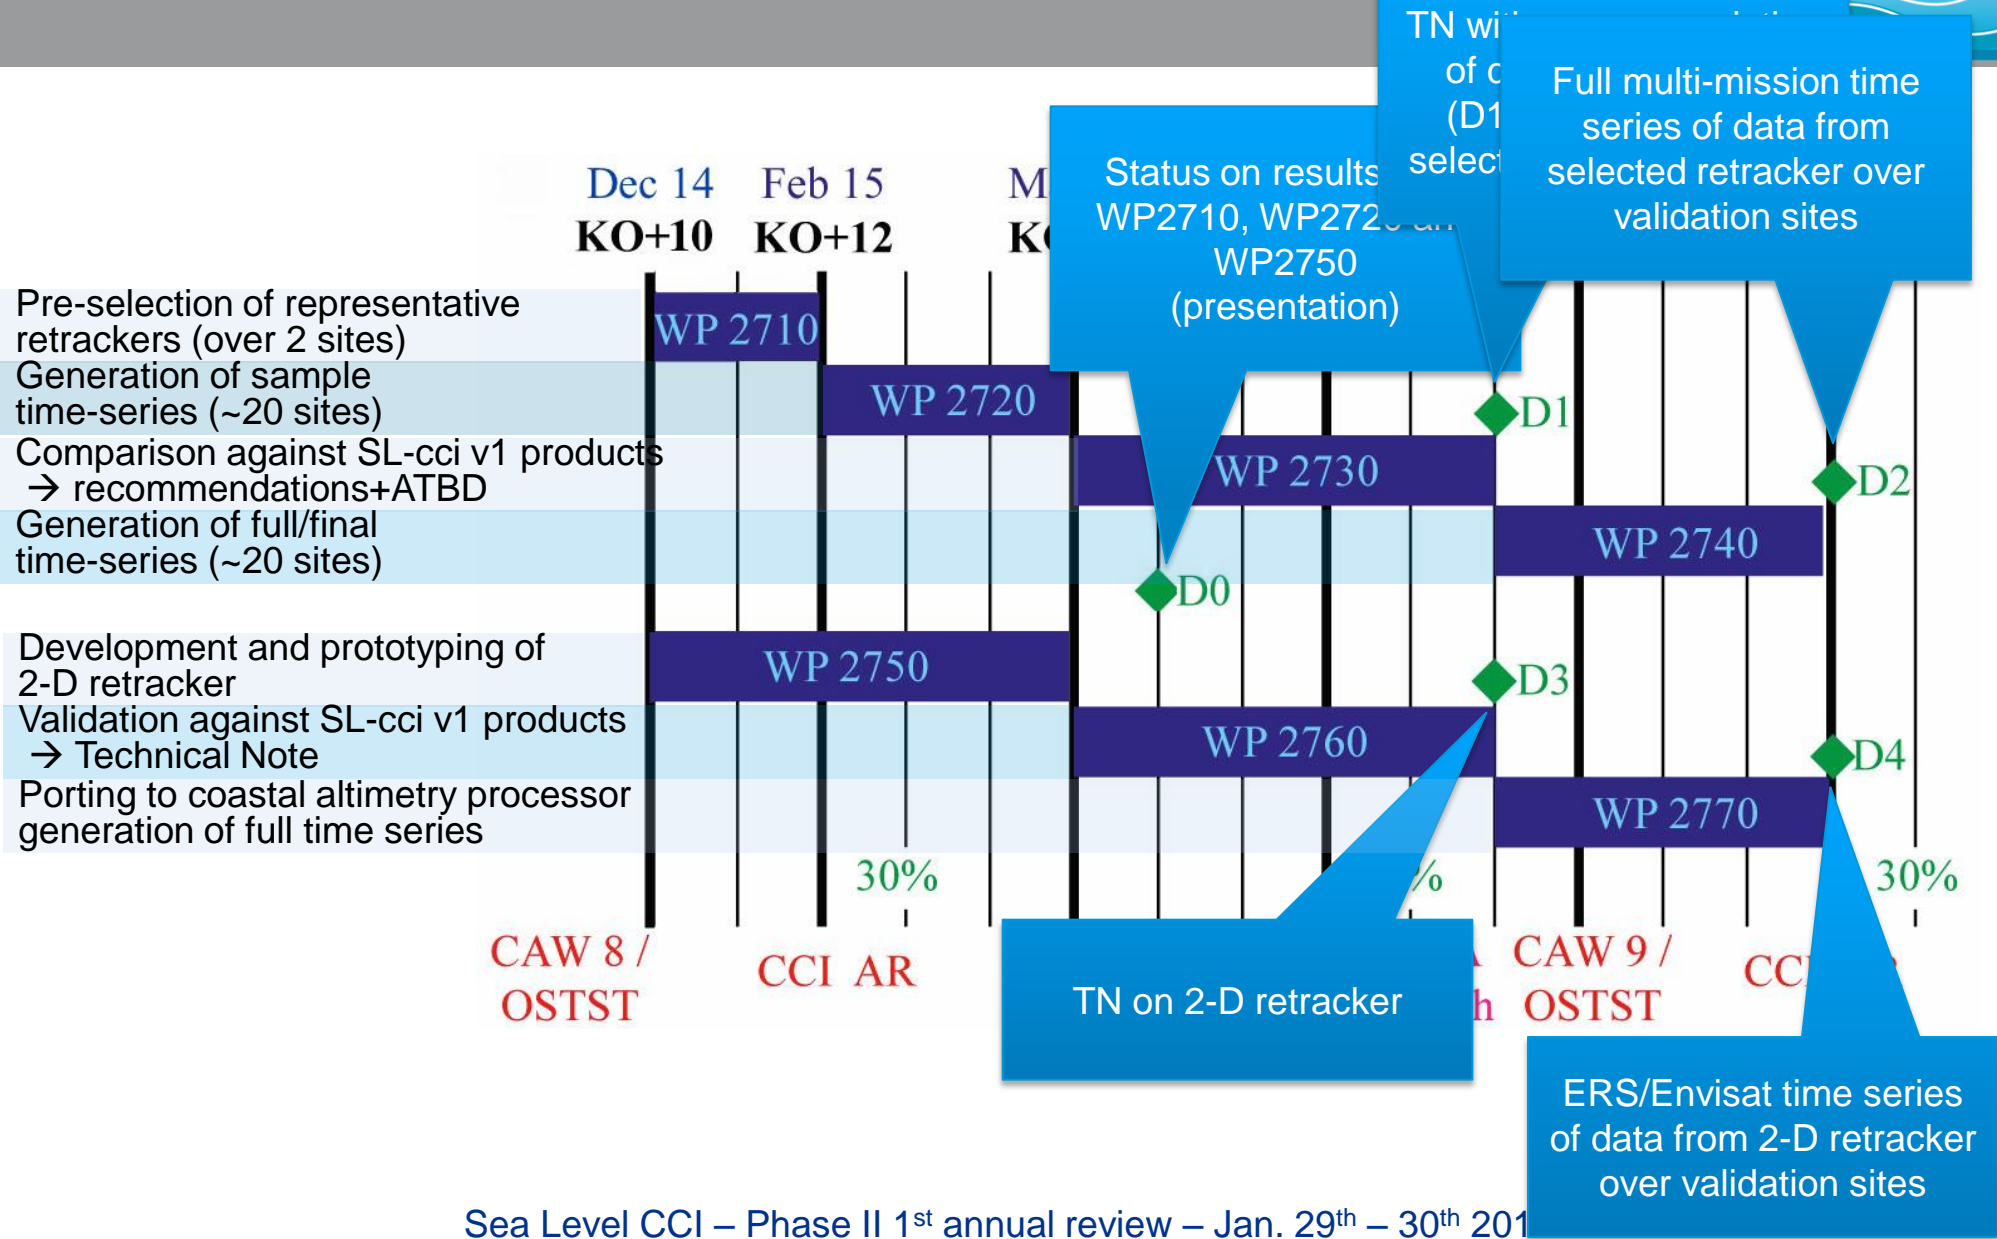 TN wi
of
(D1
select
Full multi-mission time
series of data from
selected retracker over
validation sites
Status on results
WP2710, WP2720 an
WP2750
(presentation)
Dec 14
Feb 15
KO+10
KO+12
Pre-selection of representative
retrackers (over 2 sites)
WP 2710
Generation of sample
time-series (~20 sites)
WP 2720
D1
Comparison against SL-cci v1 products
→ recommendations+ATBD
WP 2730
D2
Generation of full/final
time-series (~20 sites)
WP 2740
D0
Development and prototyping of
2-D retracker
WP 2750
D3
Validation against SL-cci v1 products
→ Technical Note
WP 2760
D4
Porting to coastal altimetry processor
generation of full time series
WP 2770
30%
%
30%
CAW 8 /
OSTST
CCI AR
CAW 9 /
OSTST
CC
h
TN on 2-D retracker
ERS/Envisat time series
of data from 2-D retracker
over validation sites
Sea Level CCI – Phase II 1st annual review – Jan. 29th – 30th 201